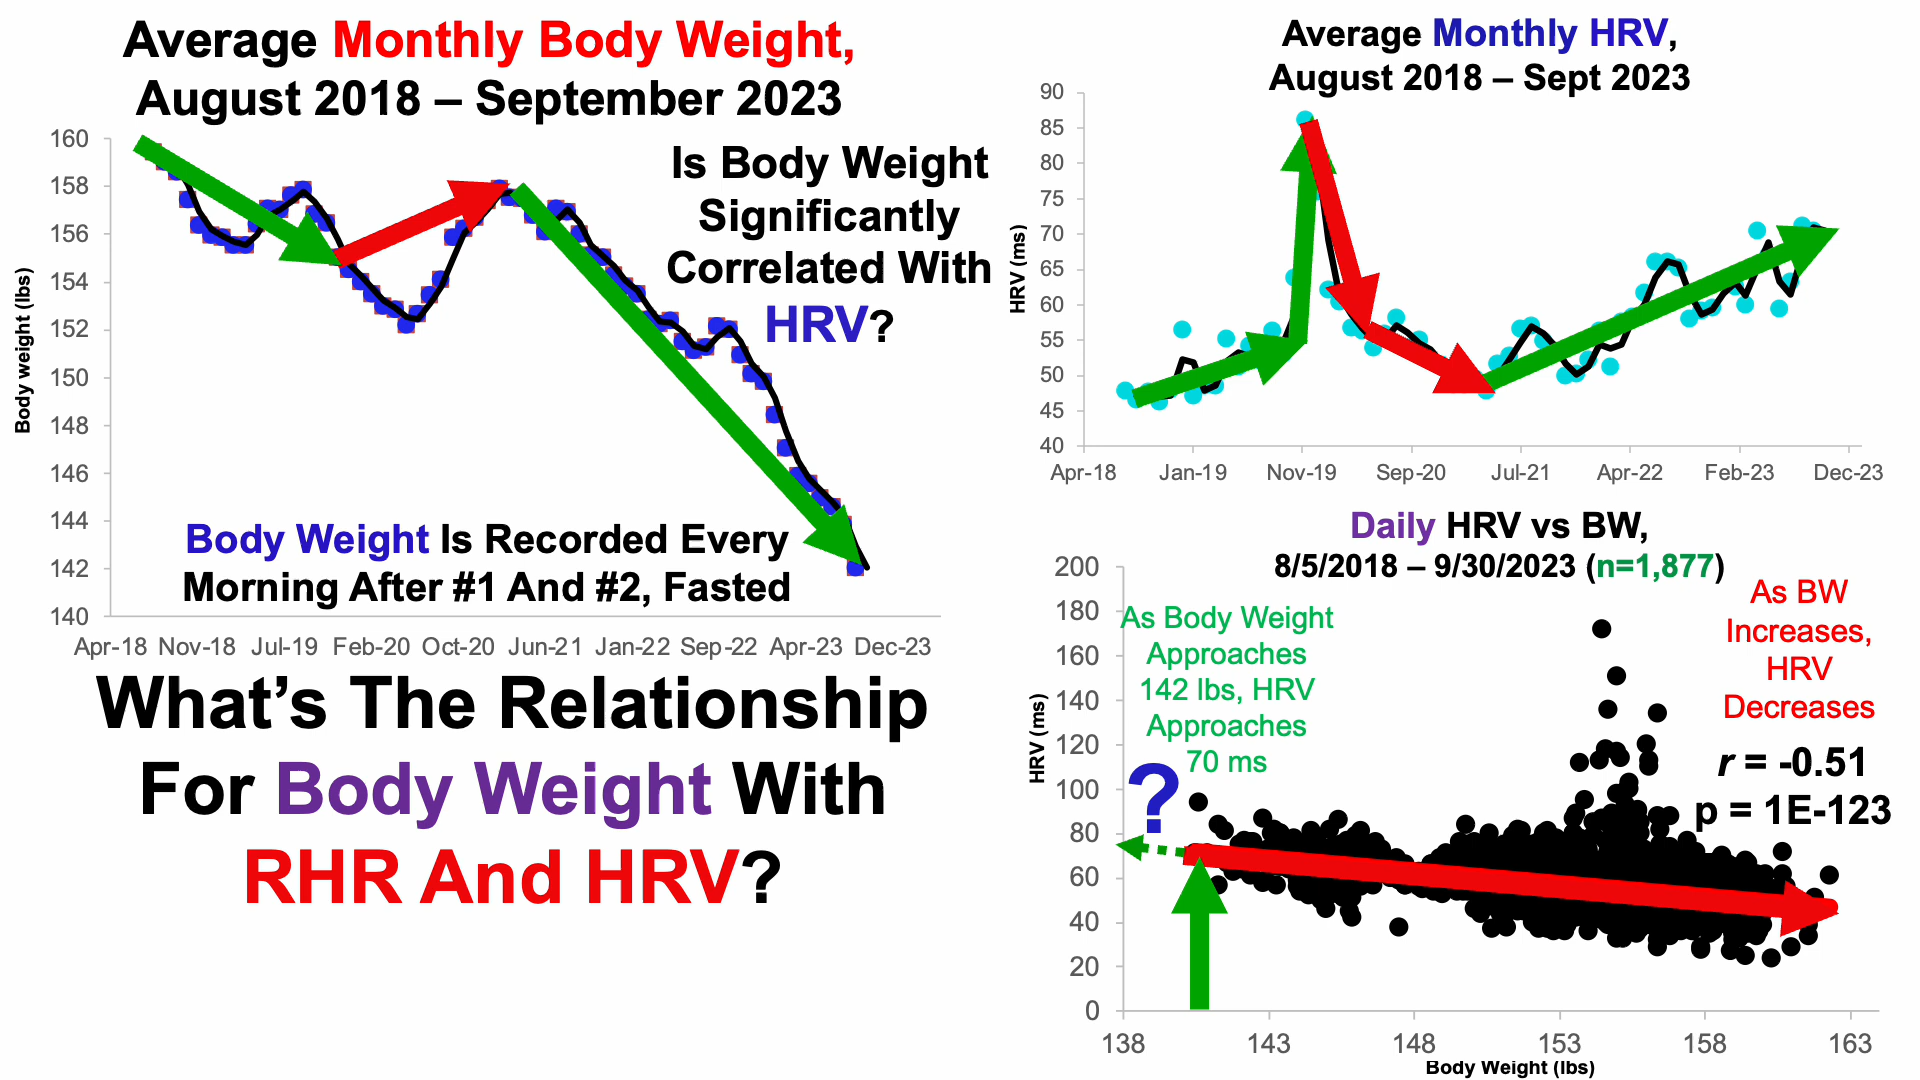 Average Monthly Body Weight,
August 2018 – September 2023
160
158
156
154
152
150
148
146
144
142
140
Body weight (lbs)
Apr-18 Nov-18 Jul-19 Feb-20 Oct-20 Jun-21 Jan-22 Sep-22 Apr-23 Dec-23
Is Body Weight
Significantly
Correlated With
HRV?
Body Weight Is Recorded Every
Morning After #1 And #2, Fasted
What's The Relationship
For Body Weight With
RHR And HRV?
Average Monthly HRV,
August 2018 – Sept 2023
90
85
80
75
70
65
60
55
50
45
40
HRV (ms)
Apr-18 Jan-19 Nov-19 Sep-20 Jul-21 Apr-22 Feb-23 Dec-23
Daily HRV vs BW,
8/5/2018 – 9/30/2023 (n=1,877)
200
180
160
140
120
100
80
60
40
20
0
HRV (ms)
138 143 148 153 158 163
Body Weight (lbs)
As Body Weight
Approaches
142 lbs, HRV
Approaches
70 ms
?
As BW
Increases,
HRV
Decreases
r = -0.51
p = 1E-123